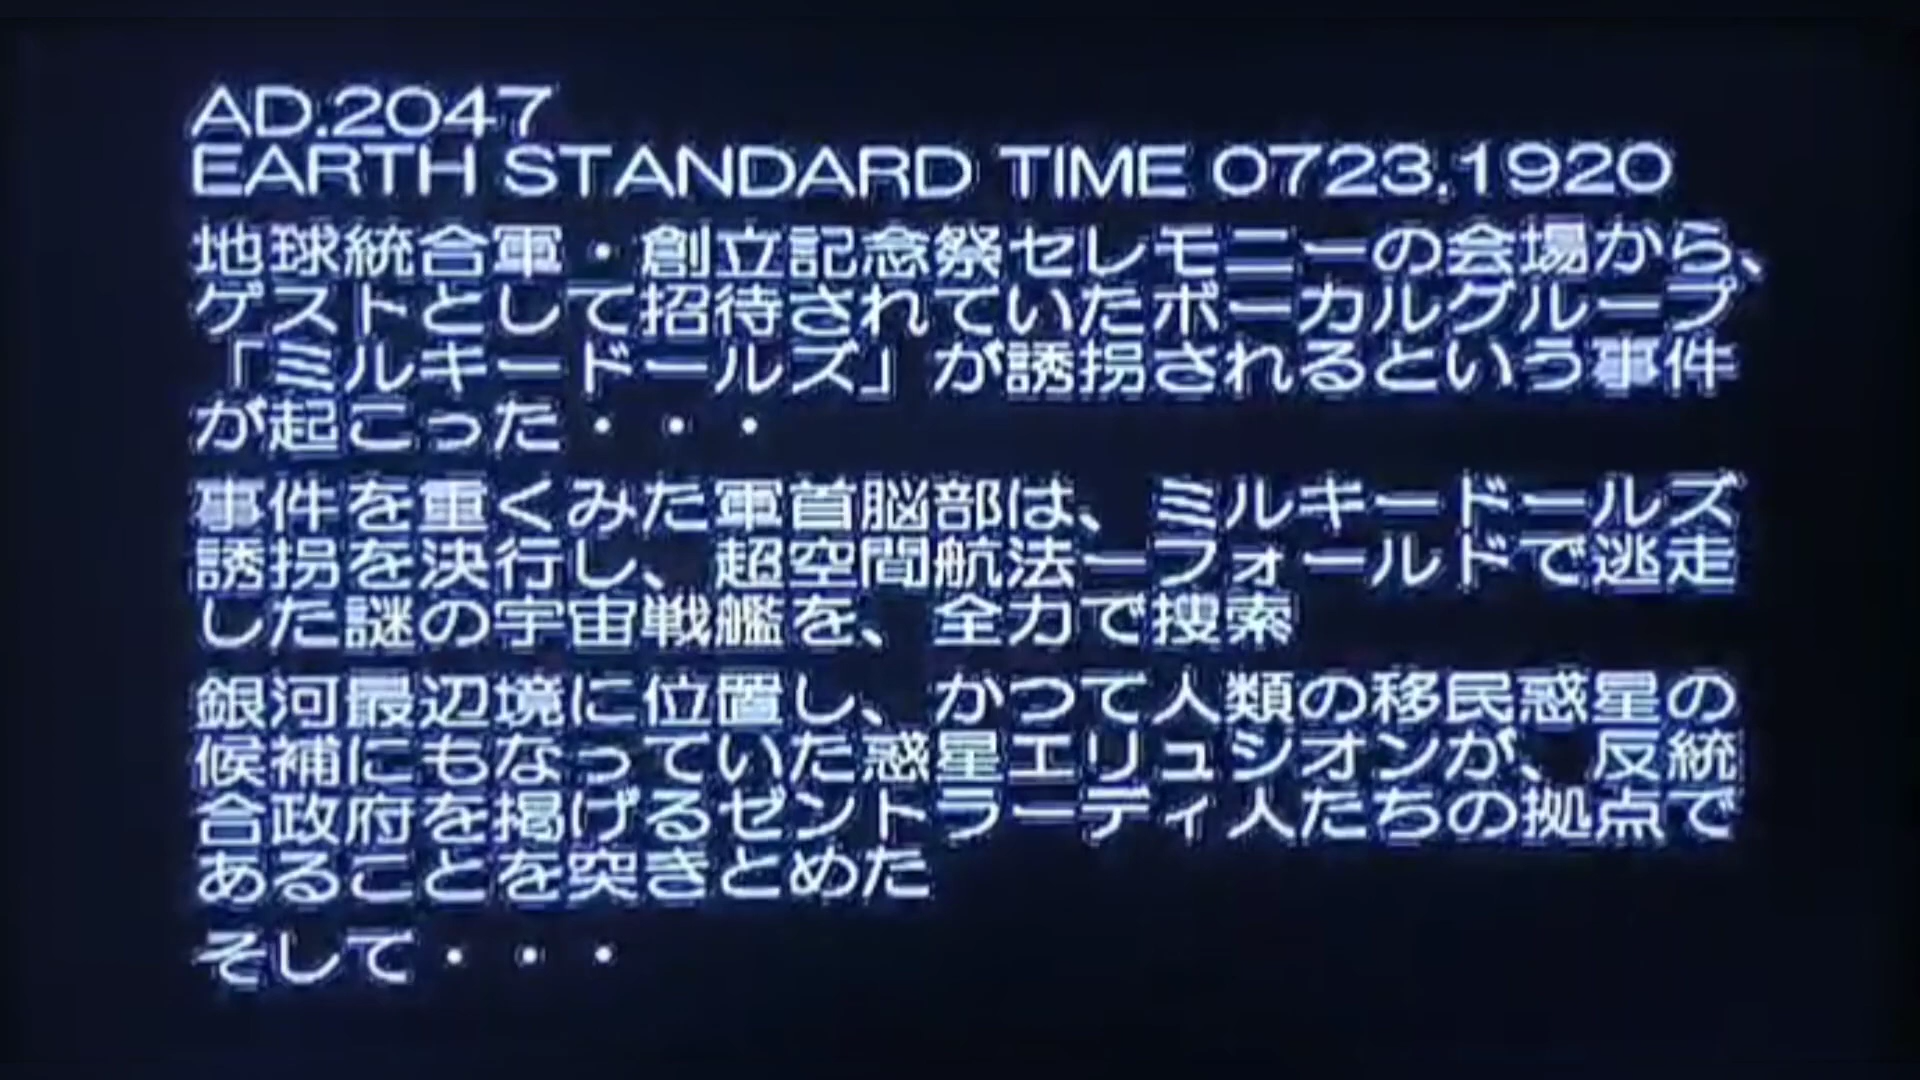 AD.2047
EARTH STANDARD TIME 0723.1920
地球統合軍・創立記念祭セレモニーの会場から、
ゲストとして招待されていたボーカルグループ
「ミルキードールズ」が誘拐されるという事件
が起こった・・・
事件を重くみた軍首脳部は、ミルキードールズ
誘拐を決行し、超空間航法ーフォールドで逃走
した謎の宇宙戦艦を、全力で捜索
銀河最辺境に位置し、かつて人類の移民惑星の
候補にもなっていた惑星エリュシオンが、反統
合政府を掲げるゼントラーディ人たちの拠点で
あることを突きとめた
そして・・・